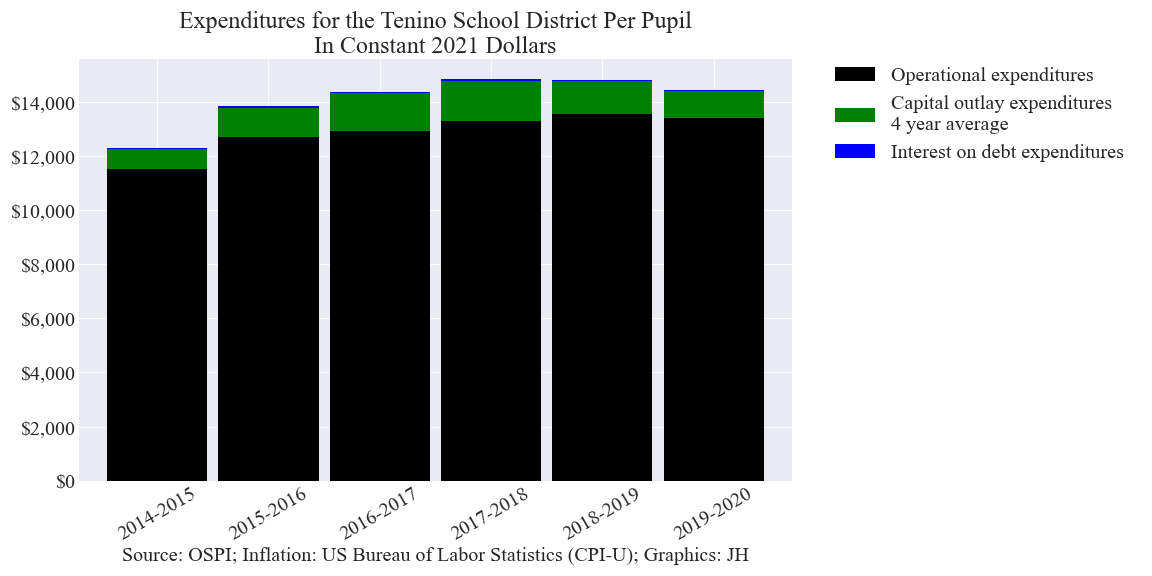 Expenditures for the Tenino School District Per Pupil
In Constant 2021 Dollars
$14,000
$12,000
$10,000
$8,000
$6,000
$4,000
$2,000
$0
2014-2015
2015-2016
2016-2017
2017-2018
2018-2019
2019-2020
Source: OSPI; Inflation: US Bureau of Labor Statistics (CPI-U); Graphics: JH
Operational expenditures
Capital outlay expenditures
4 year average
Interest on debt expenditures